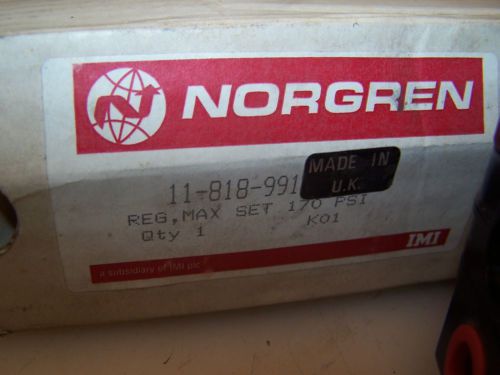 NORGREN
11-818-991
MADE IN
U.K.
REG, MAX SET 170 PSI
Qty 1 K01
IMI
a subsidiary of IMI plc